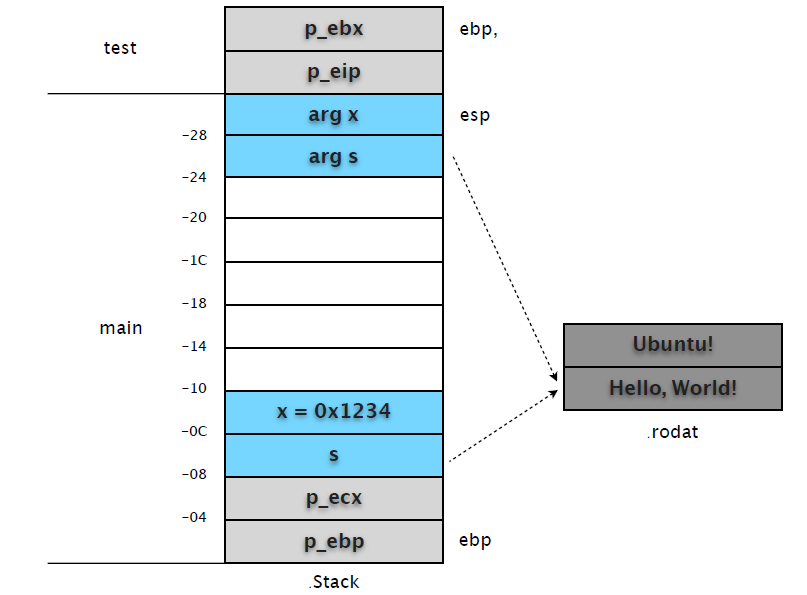 p_ebx
ebp,
test
p_eip
arg x
esp
-28
arg s
-24
-20
-1C
-18
main
-14
Ubuntu!
-10
Hello, World!
x = 0x1234
-0C
.rodat
s
-08
p_ecx
-04
p_ebp
ebp
.Stack